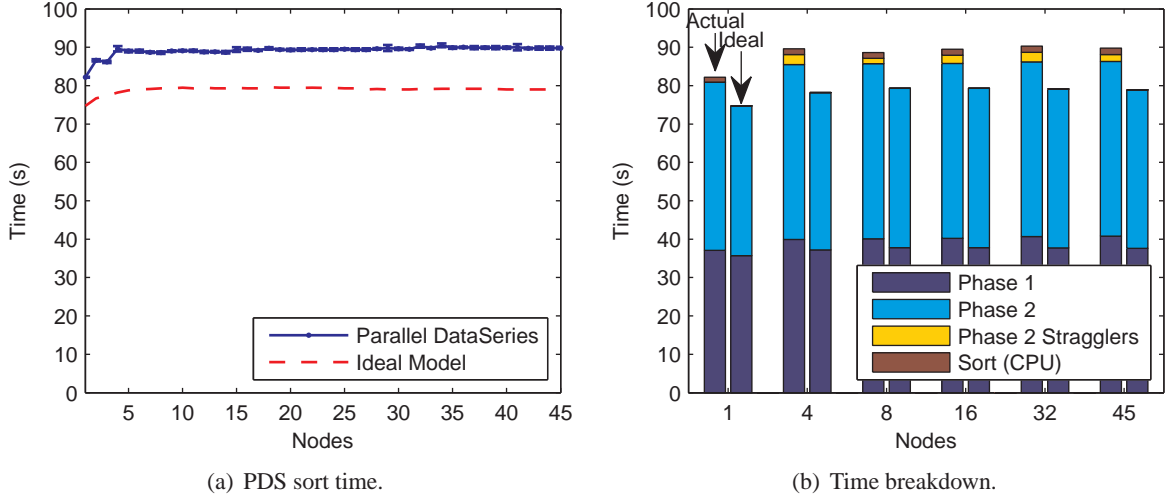 100
90
80
70
60
50
40
30
20
10
0
Time (s)
5 10 15 20 25 30 35 40 45
Nodes
Parallel DataSeries
Ideal Model
(a) PDS sort time.
100
90
80
70
60
50
40
30
20
10
0
Time (s)
Actual
Ideal
1 4 8 16 32 45
Nodes
Phase 1
Phase 2
Phase 2 Stragglers
Sort (CPU)
(b) Time breakdown.